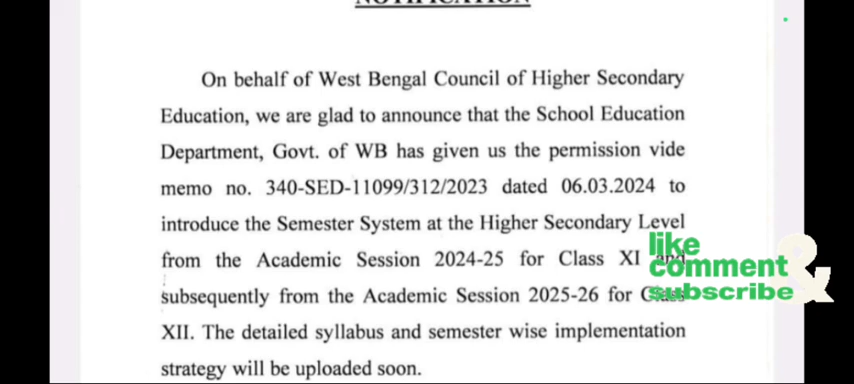 NOTIFICATION
On behalf of West Bengal Council of Higher Secondary
Education, we are glad to announce that the School Education
Department, Govt. of WB has given us the permission vide
memo no. 340-SED-11099/312/2023 dated 06.03.2024 to
introduce the Semester System at the Higher Secondary Level
from the Academic Session 2024-25 for Class XI and
subsequently from the Academic Session 2025-26 for Class
XII. The detailed syllabus and semester wise implementation
strategy will be uploaded soon.
like
comment &
subscribe